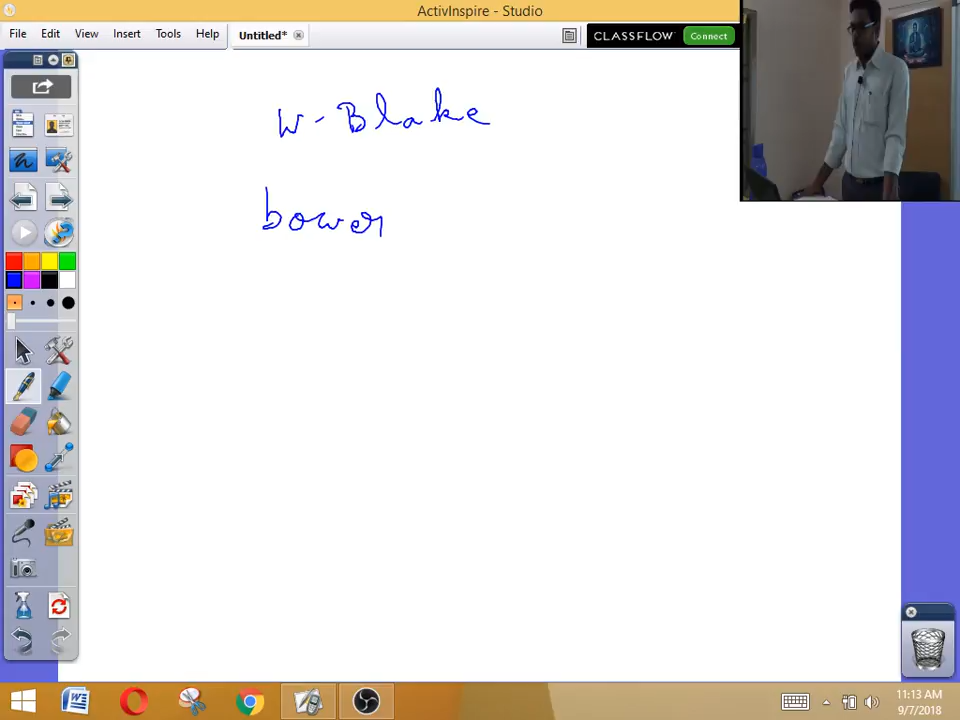 ActivInspire - Studio
File Edit View Insert Tools Help Untitled* CLASSFLOW Connect
W-Blake
bower
11:13 AM
9/7/2018